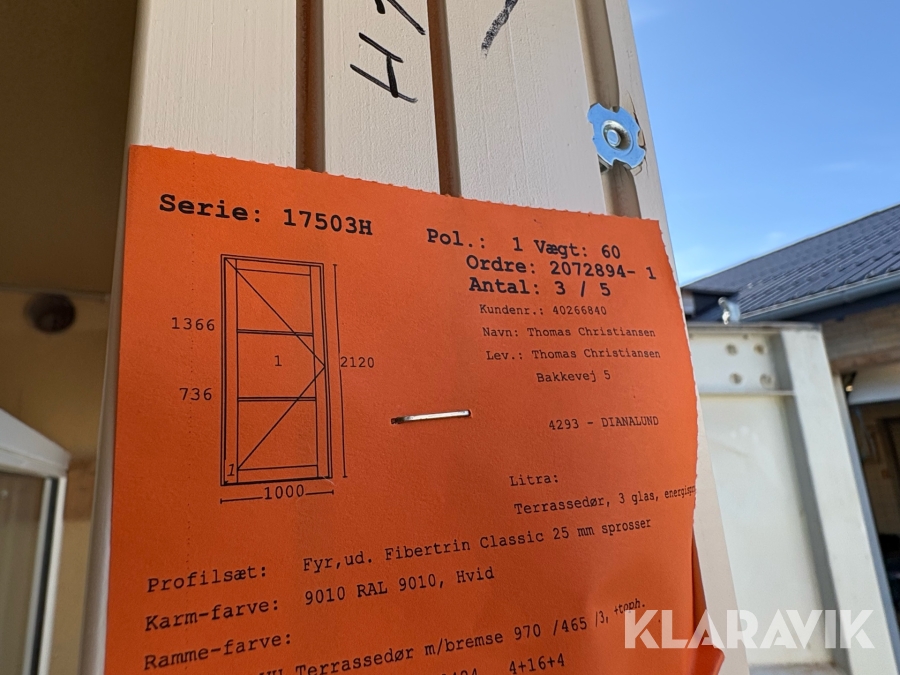 H
Serie: 17503H
Pol.: 1 Vægt: 60
Ordre: 2072894- 1
Antal: 3 / 5
Kundenr.: 40266840
Navn: Thomas Christiansen
Lev.: Thomas Christiansen
Bakkevej 5
4293 - DIANALUND
1366
736
1
2120
1
1000
Litra:
Terrassedør, 3 glas,
Profilsæt: Fyr,ud. Fibertrin Classic 25 mm sprosser
Karm-farve: 9010 RAL 9010, Hvid
Ramme-farve:
Terrassedør m/bremse 970 /465 /3,
4+16+4
KLARAVIK